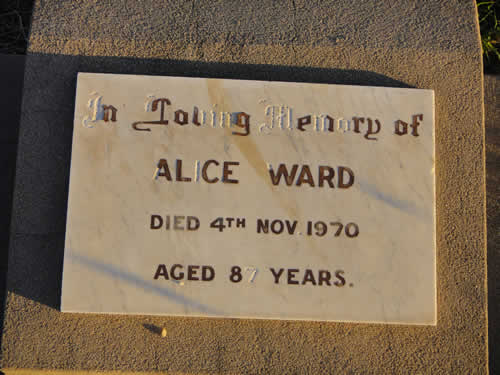 In Loving Memory of
ALICE WARD
DIED 4TH NOV. 1970
AGED 87 YEARS.